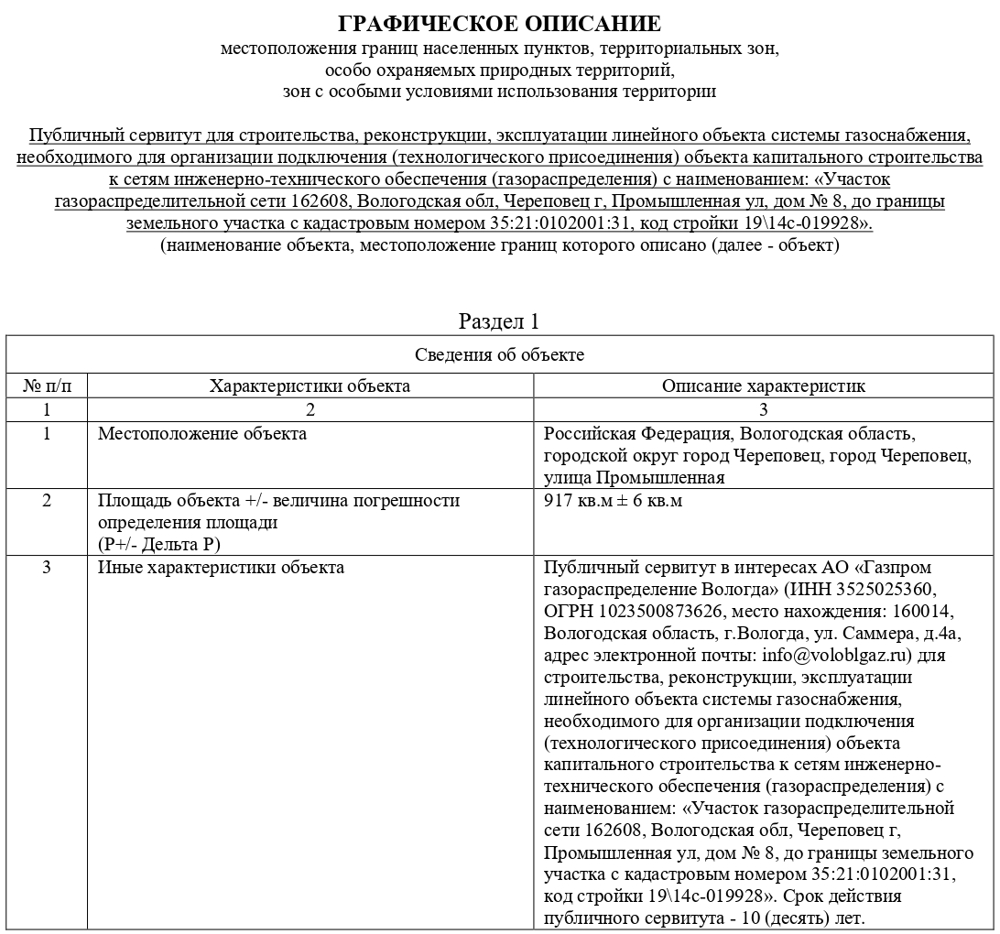 ГРАФИЧЕСКОЕ ОПИСАНИЕ
местоположения границ населенных пунктов, территориальных зон,
особо охраняемых природных территорий,
зон с особыми условиями использования территории
Публичный сервитут для строительства, реконструкции, эксплуатации линейного объекта системы газоснабжения,
необходимого для организации подключения (технологического присоединения) объекта капитального строительства
к сетям инженерно-технического обеспечения (газораспределения) с наименованием: «Участок
газораспределительной сети 162608, Вологодская обл, Череповец г, Промышленная ул, дом № 8, до границы
земельного участка с кадастровым номером 35:21:0102001:31, код стройки 19\14с-019928».
(наименование объекта, местоположение границ которого описано (далее - объект)
Раздел 1
Сведения об объекте
№ п/п Характеристики объекта Описание характеристик
1 2 3
1 Местоположение объекта Российская Федерация, Вологодская область,
городской округ город Череповец, город Череповец,
улица Промышленная
2 Площадь объекта +/- величина погрешности 917 кв.м ± 6 кв.м
определения площади
(P+/- Дельта P)
3 Иные характеристики объекта Публичный сервитут в интересах АО «Газпром
газораспределение Вологда» (ИНН 3525025360,
ОГРН 1023500873626, место нахождения: 160014,
Вологодская область, г.Вологда, ул. Саммера, д.4а,
адрес электронной почты: info@voloblgaz.ru) для
строительства, реконструкции, эксплуатации
линейного объекта системы газоснабжения,
необходимого для организации подключения
(технологического присоединения) объекта
капитального строительства к сетям инженерно-
технического обеспечения (газораспределения) с
наименованием: «Участок газораспределительной
сети 162608, Вологодская обл, Череповец г,
Промышленная ул, дом № 8, до границы земельного
участка с кадастровым номером 35:21:0102001:31,
код стройки 19\14с-019928». Срок действия
публичного сервитута - 10 (десять) лет.